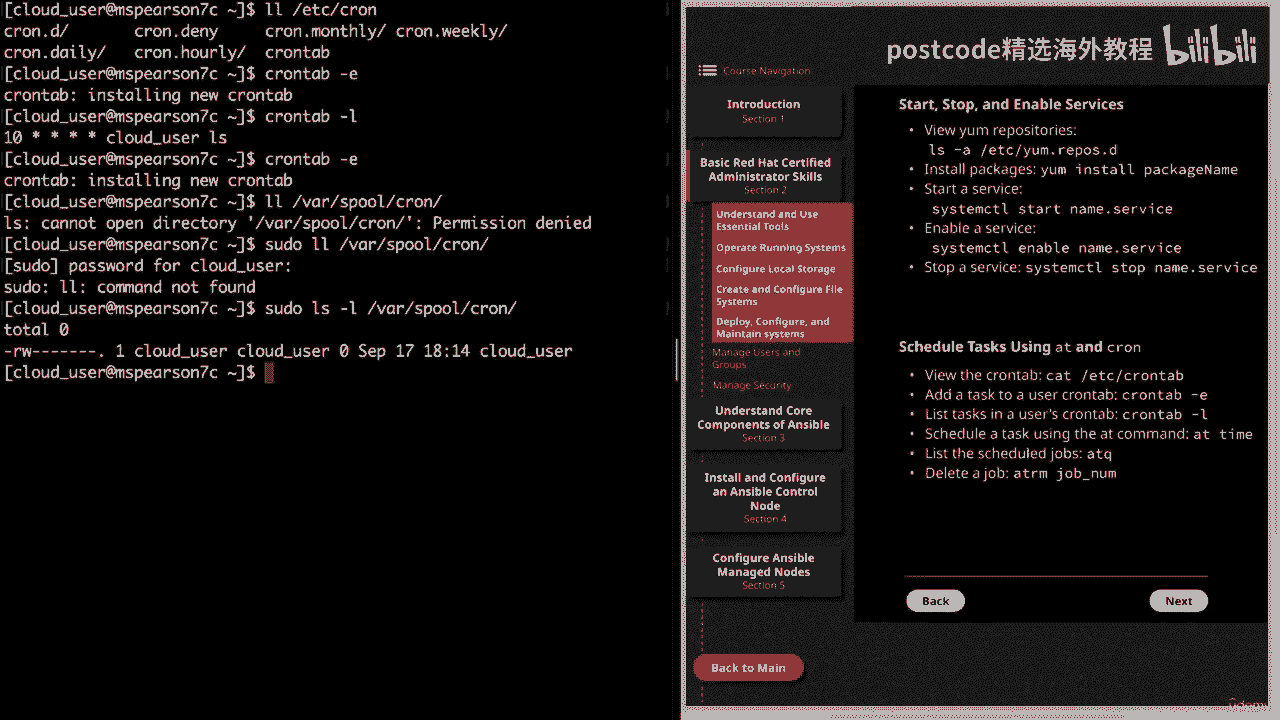 [cloud_user@mspearson7c ~]$ ll /etc/cron
cron.d/ cron.deny cron.monthly/ cron.weekly/
cron.daily/ cron.hourly/ crontab
[cloud_user@mspearson7c ~]$ crontab -e
crontab: installing new crontab
[cloud_user@mspearson7c ~]$ crontab -l
10 * * * * cloud_user ls
[cloud_user@mspearson7c ~]$ crontab -e
crontab: installing new crontab
[cloud_user@mspearson7c ~]$ ll /var/spool/cron/
ls: cannot open directory '/var/spool/cron/': Permission denied
[cloud_user@mspearson7c ~]$ sudo ll /var/spool/cron/
[sudo] password for cloud_user:
sudo: ll: command not found
[cloud_user@mspearson7c ~]$ sudo ls -l /var/spool/cron/
total 0
-rw-------. 1 cloud_user cloud_user 0 Sep 17 18:14 cloud_user
[cloud_user@mspearson7c ~]$
postcode精选海外教程 bilibili
Course Navigation
Introduction
Section 1
Basic Red Hat Certified
Administrator Skills
Section 2
Understand and Use
Essential Tools
Operate Running Systems
Configure Local Storage
Create and Configure File
Systems
Deploy, Configure, and
Maintain systems
Manage Users and
Groups
Manage Security
Understand Core
Components of Ansible
Section 3
Install and Configure
an Ansible Control
Node
Section 4
Configure Ansible
Managed Nodes
Section 5
Back to Main
Start, Stop, and Enable Services
• View yum repositories:
ls -a /etc/yum.repos.d
• Install packages: yum install packageName
• Start a service:
systemctl start name.service
• Enable a service:
systemctl enable name.service
• Stop a service: systemctl stop name.service
Schedule Tasks Using at and cron
• View the crontab: cat /etc/crontab
• Add a task to a user crontab: crontab -e
• List tasks in a user's crontab: crontab -l
• Schedule a task using the at command: at time
• List the scheduled jobs: atq
• Delete a job: atrm job_num
Back
Next
ûdemy